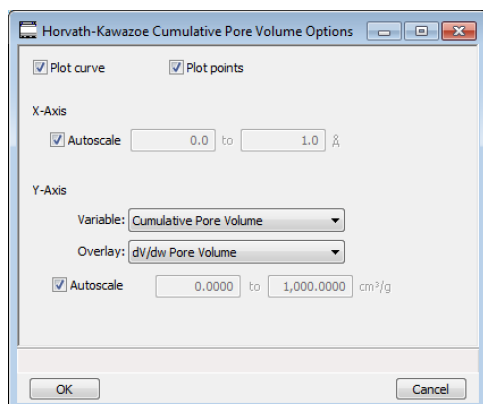 Horvath-Kawazoe Cumulative Pore Volume Options
Plot curve Plot points
X-Axis
Autoscale 0.0 to 1.0 Å
Y-Axis
Variable: Cumulative Pore Volume
Overlay: dV/dw Pore Volume
Autoscale 0.0000 to 1,000.0000 cm³/g
OK Cancel